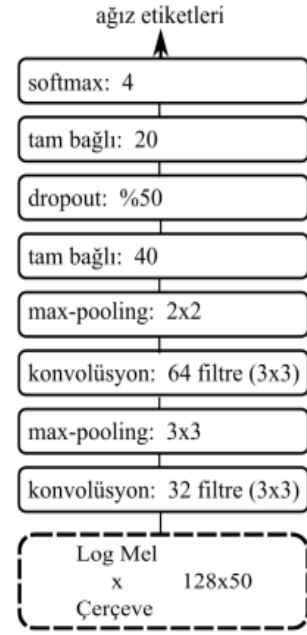 ağız etiketleri
softmax: 4
tam bağlı: 20
dropout: %50
tam bağlı: 40
max-pooling: 2x2
konvolüsyon: 64 filtre (3x3)
max-pooling: 3x3
konvolüsyon: 32 filtre (3x3)
Log Mel
x 128x50
Çerçeve